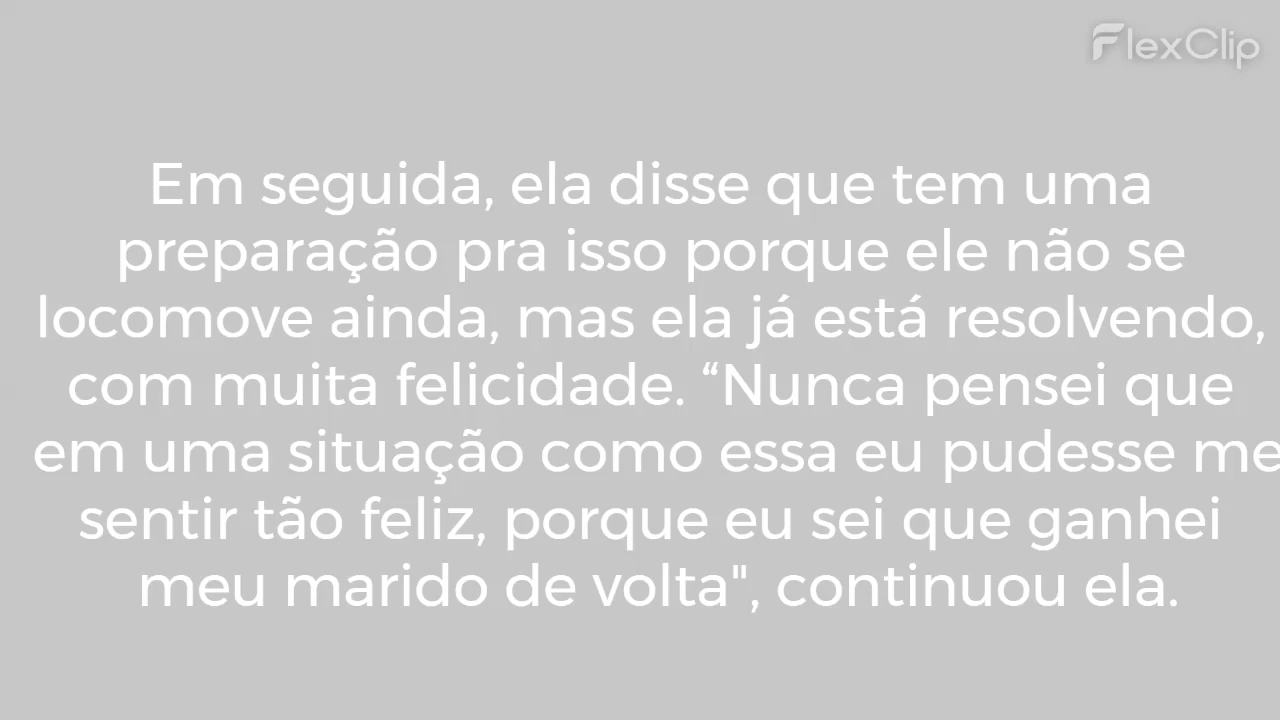 FlexClip
Em seguida, ela disse que tem uma
preparação pra isso porque ele não se
locomove ainda, mas ela já está resolvendo,
com muita felicidade. “Nunca pensei que
em uma situação como essa eu pudesse me
sentir tão feliz, porque eu sei que ganhei
meu marido de volta", continuou ela.